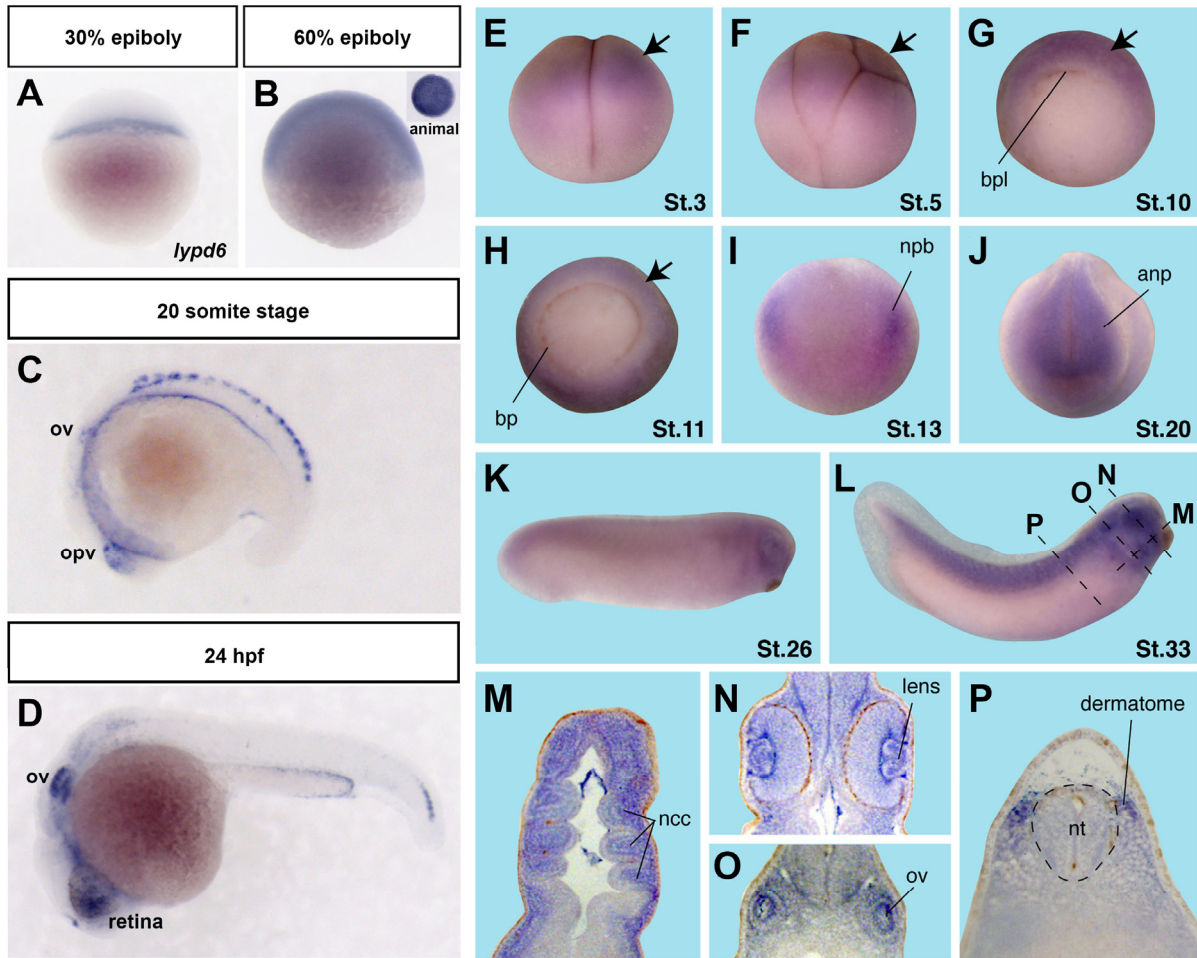 30% epiboly
60% epiboly
A
B
animal
lypd6
20 somite stage
C
ov
opv
24 hpf
D
ov
retina
E
St.3
F
St.5
G
bpl
St.10
H
bp
St.11
I
npb
St.13
J
anp
St.20
K
St.26
L
P
O
N
M
St.33
M
ncc
N
lens
O
ov
P
dermatome
nt